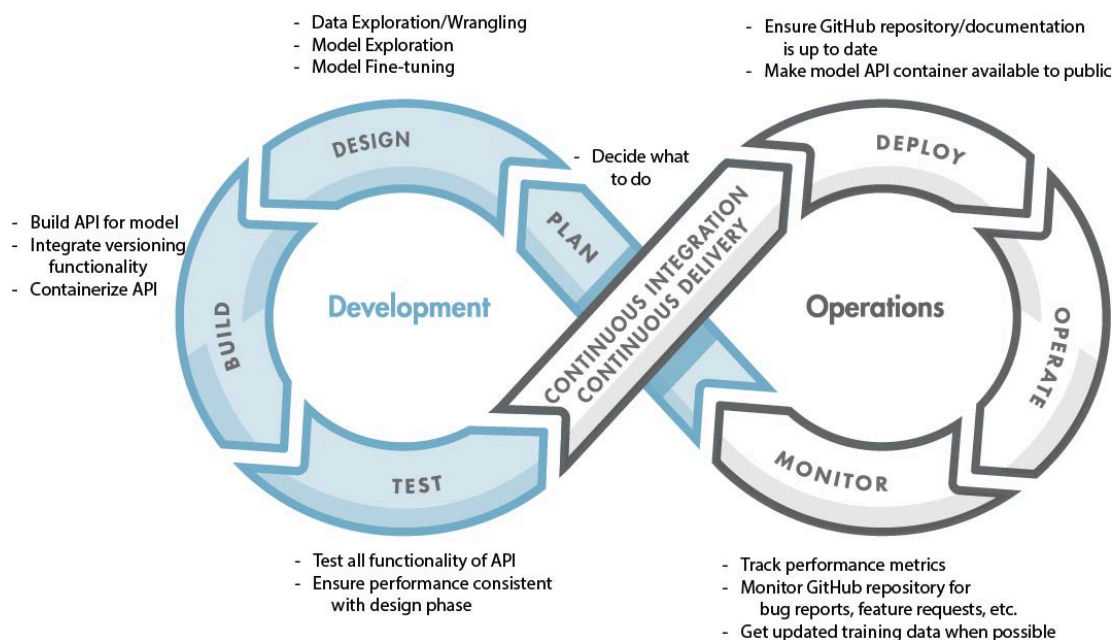 - Data Exploration/Wrangling
- Model Exploration
- Model Fine-tuning
- Ensure GitHub repository/documentation
is up to date
- Make model API container available to public
DESIGN
- Decide what
to do
PLAN
- Build API for model
- Integrate versioning
functionality
- Containerize API
BUILD
Development
TEST
- Test all functionality of API
- Ensure performance consistent
with design phase
CONTINUOUS INTEGRATION
CONTINUOUS DELIVERY
DEPLOY
Operations
OPERATE
MONITOR
- Track performance metrics
- Monitor GitHub repository for
bug reports, feature requests, etc.
- Get updated training data when possible